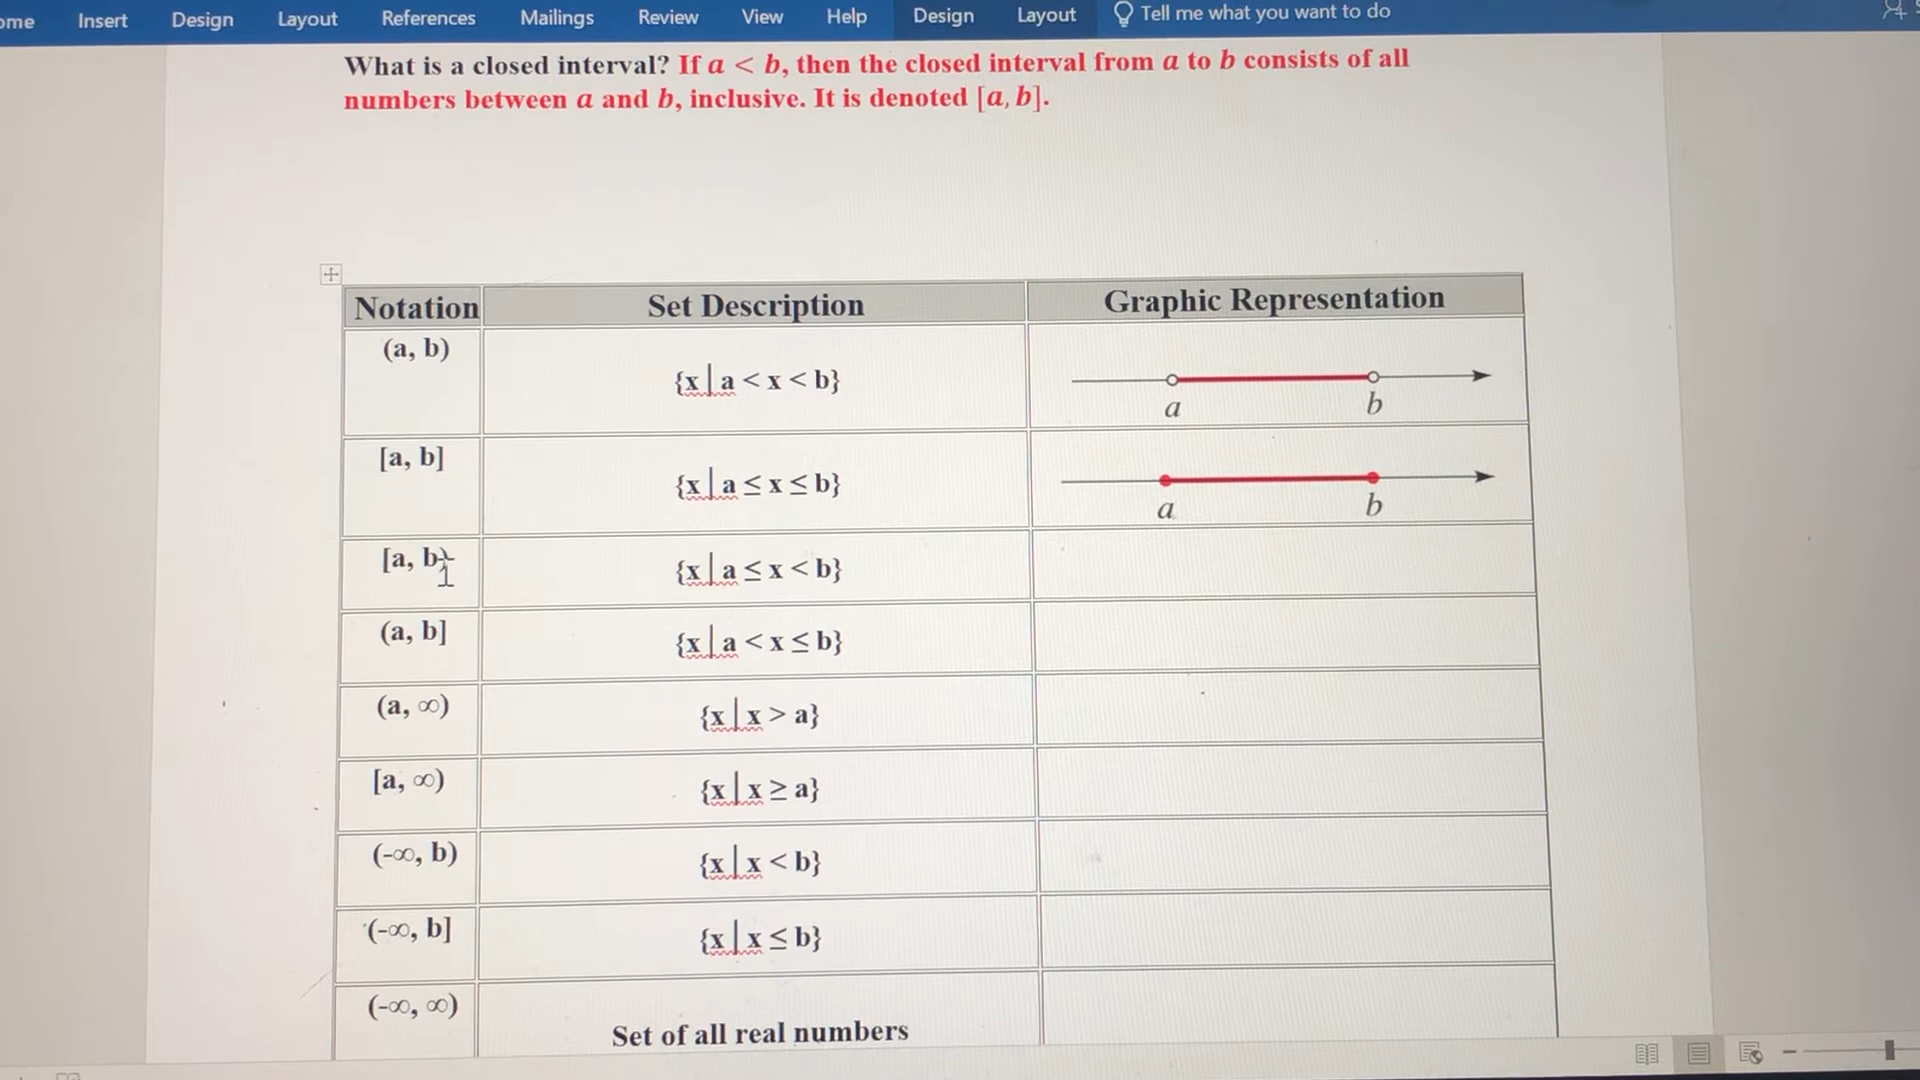 ome Insert Design Layout References Mailings Review View Help Design Layout Tell me what you want to do
What is a closed interval? If a < b, then the closed interval from a to b consists of all
numbers between a and b, inclusive. It is denoted [a, b].
Notation Set Description Graphic Representation
(a, b)
{x | a < x < b}
a b
[a, b]
{x | a ≤ x ≤ b}
a b
[a, b)
{x | a ≤ x < b}
(a, b]
{x | a < x ≤ b}
(a, ∞)
{x | x > a}
[a, ∞)
{x | x ≥ a}
(-∞, b)
{x | x < b}
(-∞, b]
{x | x ≤ b}
(-∞, ∞)
Set of all real numbers